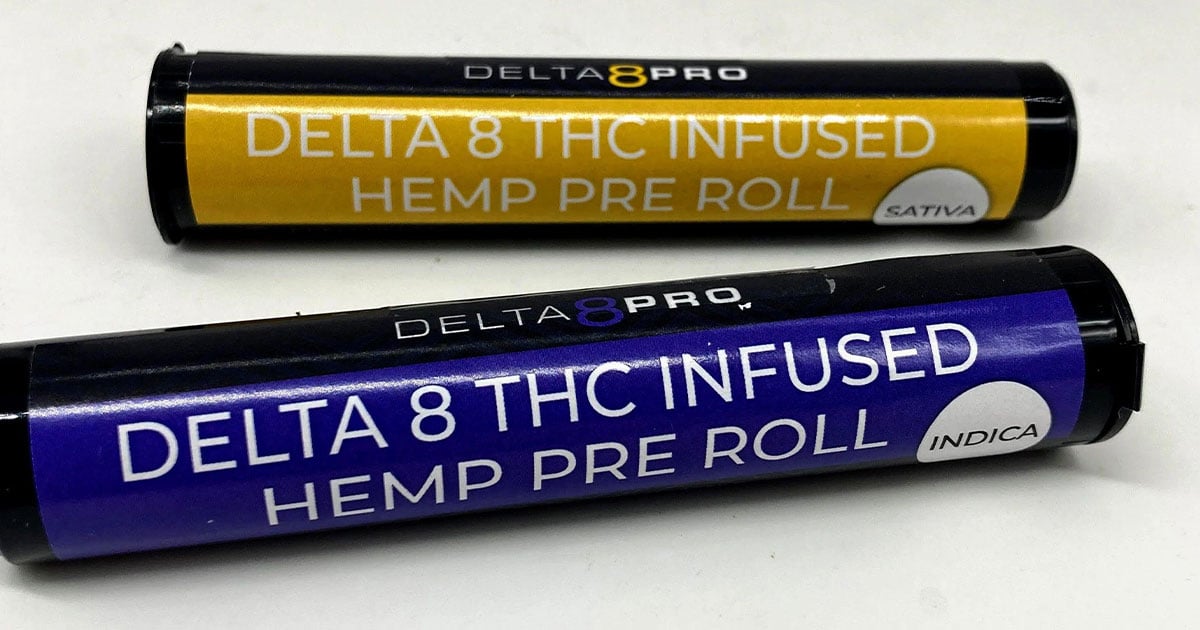 DELTA8PRO
DELTA 8 THC INFUSED
HEMP PRE ROLL
SATIVA
DELTA8PRO
DELTA 8 THC INFUSED
HEMP PRE ROLL
INDICA